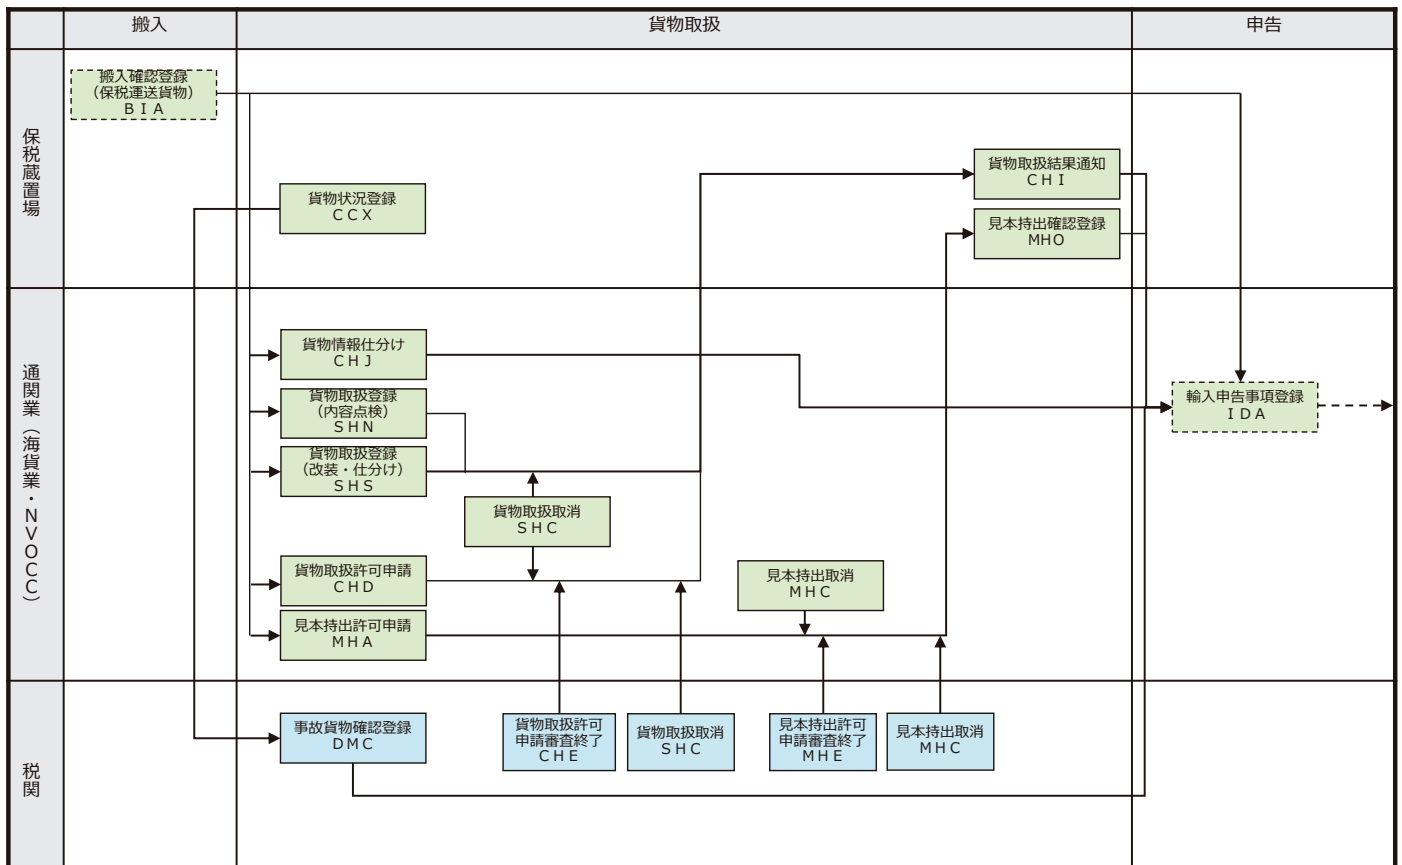 搬入
貨物取扱
申告
保税蔵置場
搬入確認登録
（保税運送貨物）
ＢＩＡ
貨物状況登録
ＣＣＸ
貨物取扱結果通知
ＣＨＩ
見本持出確認登録
MHO
通関業（海貨業・ＮＶＯＣＣ）
貨物情報仕分け
ＣＨＪ
貨物取扱登録
（内容点検）
ＳＨＮ
貨物取扱登録
（改装・仕分け）
ＳＨＳ
貨物取扱取消
ＳＨＣ
貨物取扱許可申請
ＣＨＤ
見本持出許可申請
ＭＨＡ
見本持出取消
ＭＨＣ
輸入申告事項登録
ＩＤＡ
税関
事故貨物確認登録
ＤＭＣ
貨物取扱許可
申請審査終了
ＣＨＥ
貨物取扱取消
ＳＨＣ
見本持出許可
申請審査終了
ＭＨＥ
見本持出取消
ＭＨＣ